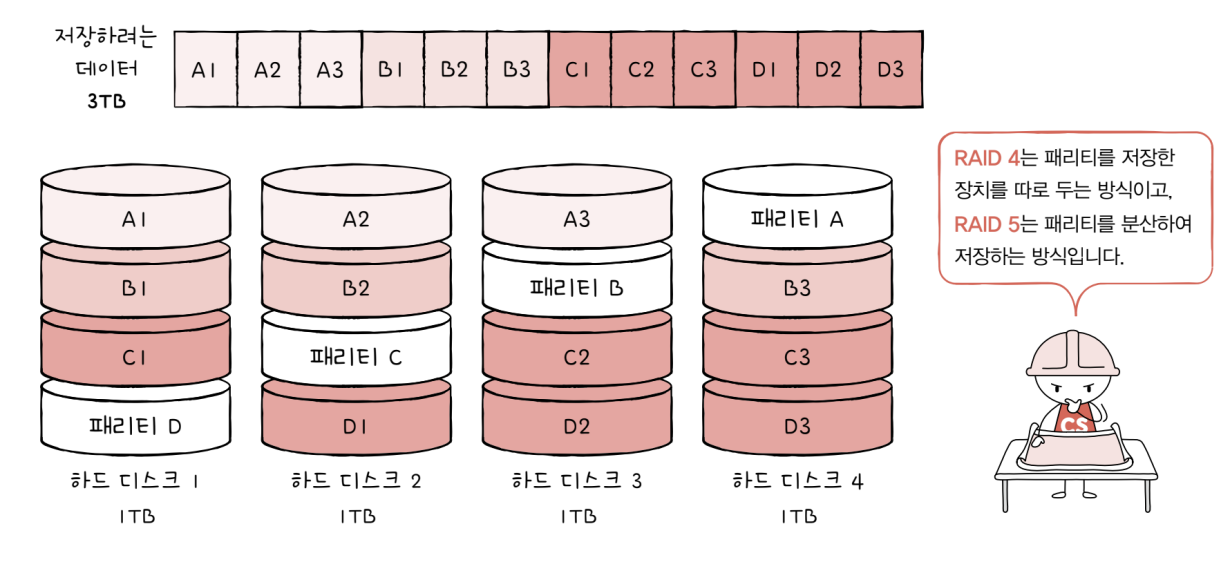 저장하려는
데이터
3TB
A1 A2 A3 B1 B2 B3 C1 C2 C3 D1 D2 D3
A1 A2 A3 패리티 A
B1 B2 패리티 B B3
C1 패리티 C C2 C3
패리티 D D1 D2 D3
하드 디스크 1 하드 디스크 2 하드 디스크 3 하드 디스크 4
1TB 1TB 1TB 1TB
RAID 4는 패리티를 저장한
장치를 따로 두는 방식이고,
RAID 5는 패리티를 분산하여
저장하는 방식입니다.
CS